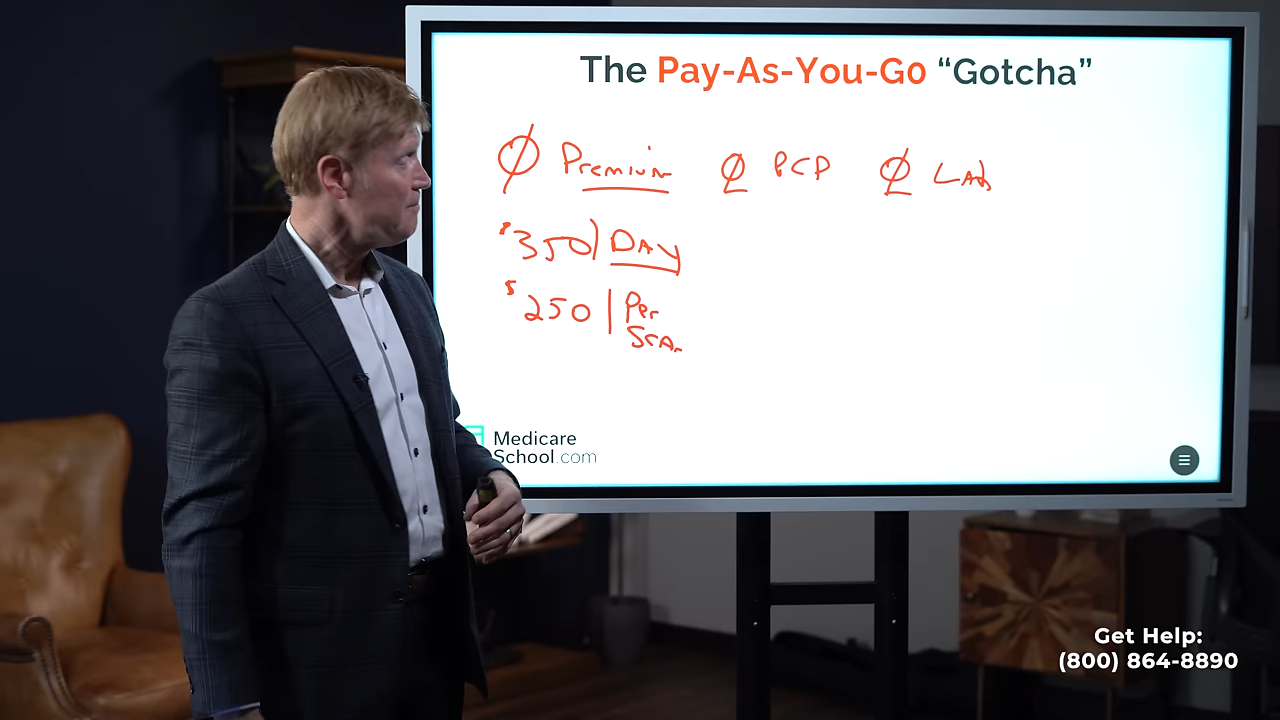 The Pay-As-You-Go “Gotcha”
∅ Premium ∅ PCP ∅ Lab
$350 | Day
$250 | Per
Scan
Medicare
School.com
Get Help:
(800) 864-8890